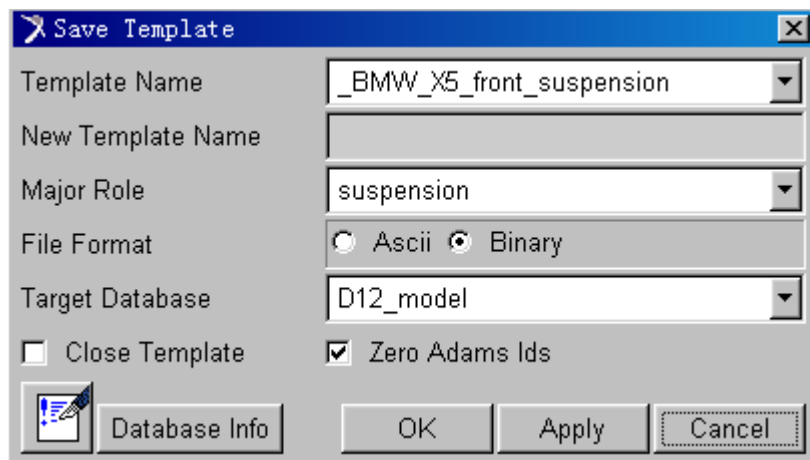 Save Template
Template Name _BMW_X5_front_suspension
New Template Name
Major Role suspension
File Format Ascii Binary
Target Database D12_model
Close Template Zero Adams Ids
Database Info OK Apply Cancel